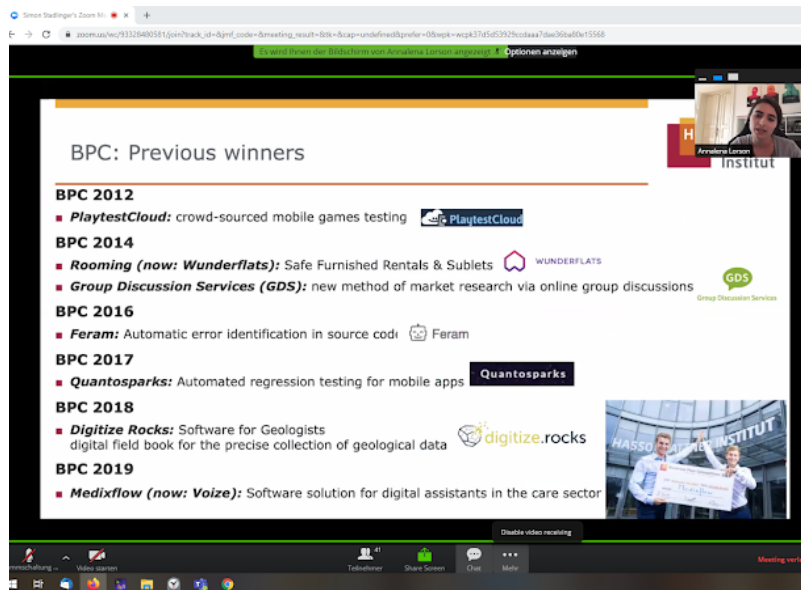 Simon Stadlinger's Zoom M
zoom.us/wc/93328480581/join?track_id=&jmf_code=&meeting_result=&tk=&cap=undefined&prefer=0&wpk=
Es wird Ihnen der Bildschirm von Annalena Lorson angezeigt
Optionen anzeigen
Annalena Lorson
H
Institut
BPC: Previous winners
BPC 2012
PlaytestCloud: crowd-sourced mobile games testing
PlaytestCloud
BPC 2014
Rooming (now: Wunderflats): Safe Furnished Rentals & Sublets
WUNDERFLATS
Group Discussion Services (GDS): new method of market research via online group discussions
GDS
Group Discussion Services
BPC 2016
Feram: Automatic error identification in source cod
Feram
BPC 2017
Quantosparks: Automated regression testing for mobile apps
Quantosparks
BPC 2018
Digitize Rocks: Software for Geologists
digital field book for the precise collection of geological data
digitize.rocks
HASSO PLATTNER INSTITUT
BPC 2019
Medixflow (now: Voize): Software solution for digital assistants in the care sector
Medixflow
Disable video receiving
Video starten
41
Teilnehmer
Share Screen
Chat
Mehr
Meeting verla